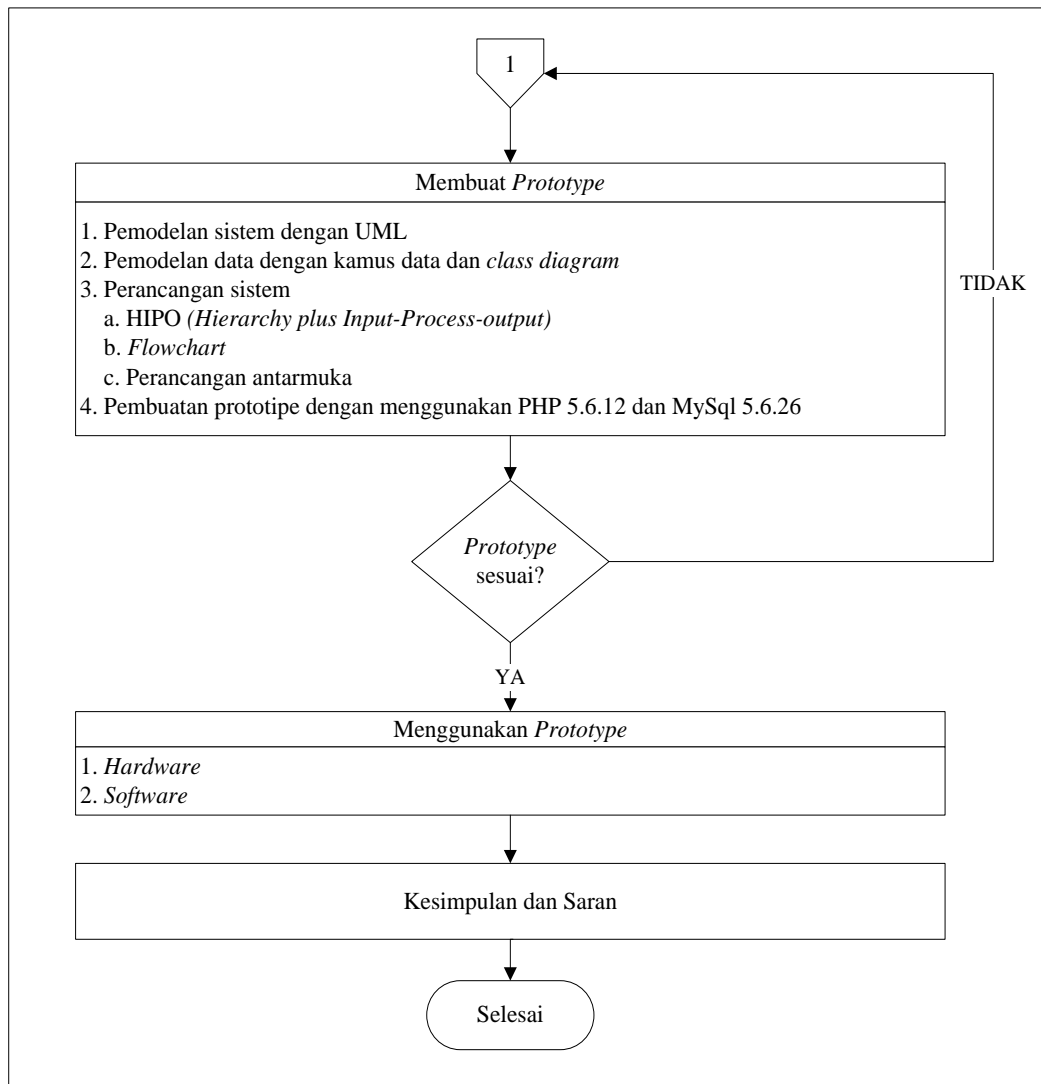 1
Membuat Prototype
1. Pemodelan sistem dengan UML
2. Pemodelan data dengan kamus data dan class diagram
3. Perancangan sistem
a. HIPO (Hierarchy plus Input-Process-output)
b. Flowchart
c. Perancangan antarmuka
4. Pembuatan prototipe dengan menggunakan PHP 5.6.12 dan MySql 5.6.26
TIDAK
Prototype
sesuai?
YA
Menggunakan Prototype
1. Hardware
2. Software
Kesimpulan dan Saran
Selesai